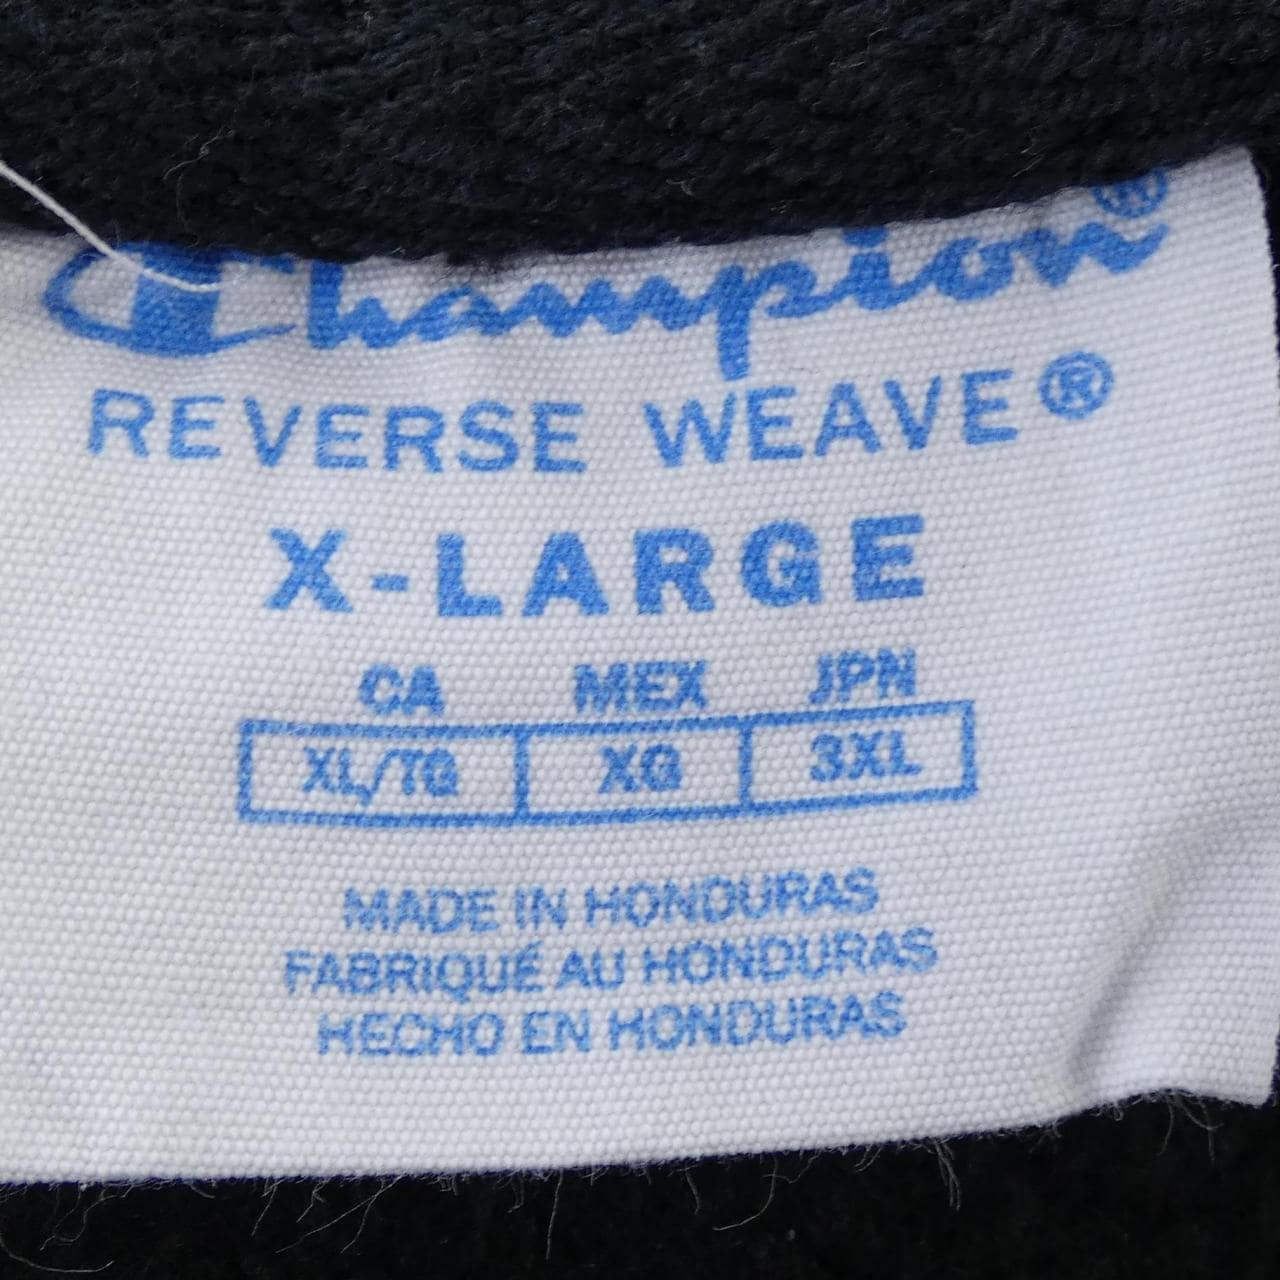 Champion®
REVERSE WEAVE®
X-LARGE
CA MEX JPN
XL/TG XG 3XL
MADE IN HONDURAS
FABRIQUÉ AU HONDURAS
HECHO EN HONDURAS